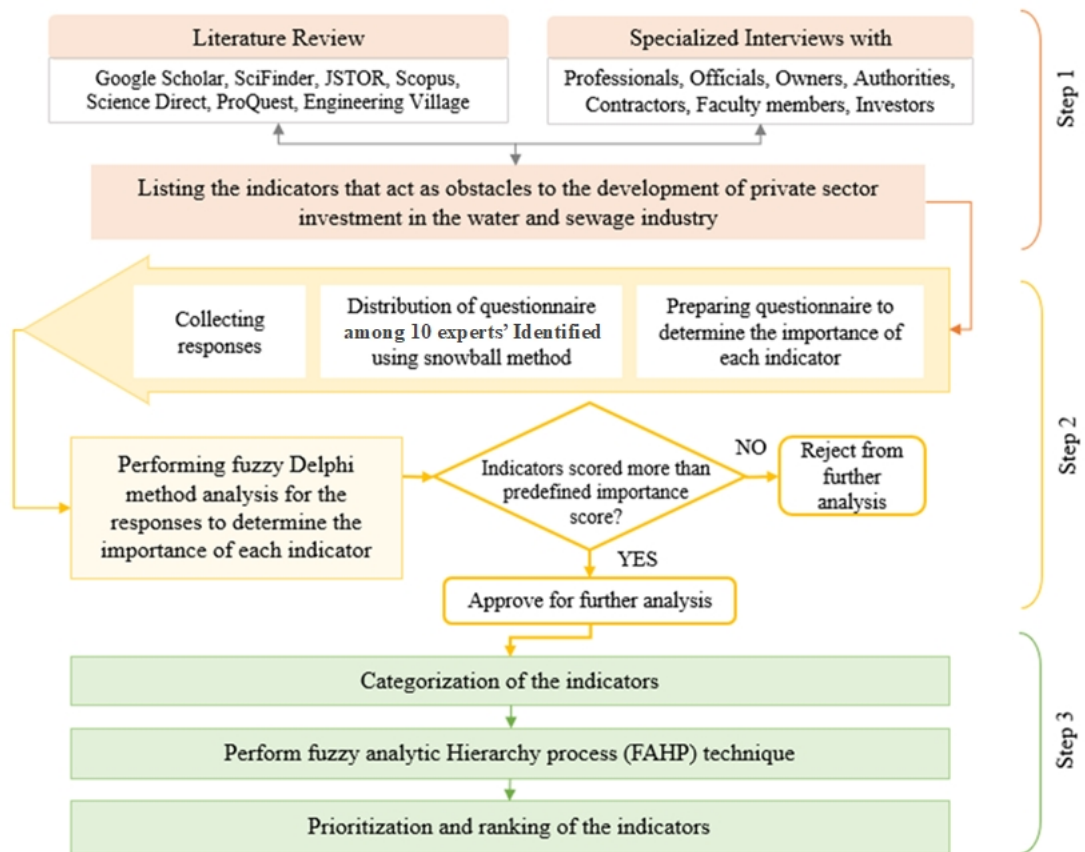 Literature Review
Google Scholar, SciFinder, JSTOR, Scopus,
Science Direct, ProQuest, Engineering Village
Specialized Interviews with
Professionals, Officials, Owners, Authorities,
Contractors, Faculty members, Investors
Step 1
Listing the indicators that act as obstacles to the development of private sector
investment in the water and sewage industry
Collecting
responses
Distribution of questionnaire
among 10 experts’ Identified
using snowball method
Preparing questionnaire to
determine the importance of
each indicator
Step 2
Performing fuzzy Delphi
method analysis for the
responses to determine the
importance of each indicator
Indicators scored more than
predefined importance
score?
NO
Reject from
further
analysis
YES
Approve for further analysis
Categorization of the indicators
Step 3
Perform fuzzy analytic Hierarchy process (FAHP) technique
Prioritization and ranking of the indicators